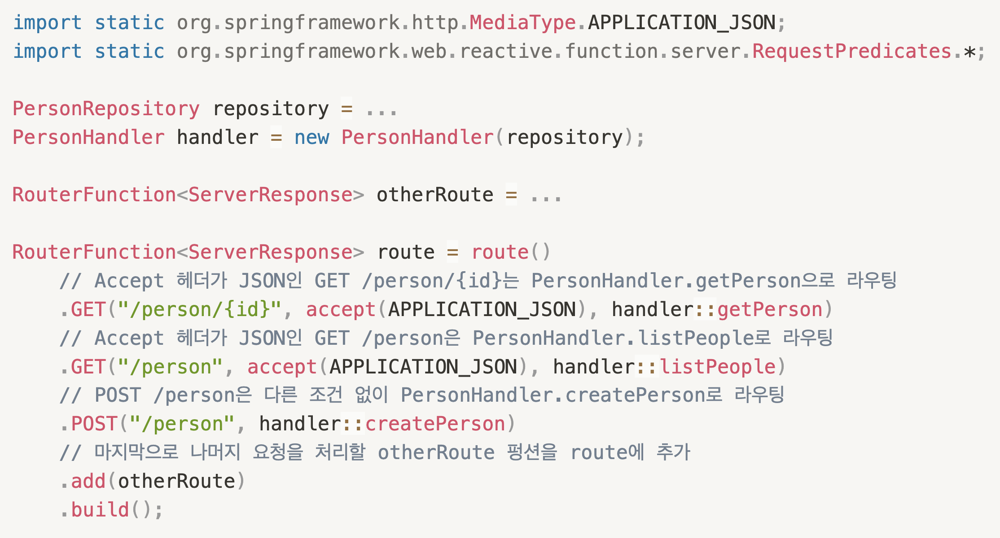 import static org.springframework.http.MediaType.APPLICATION_JSON;
import static org.springframework.web.reactive.function.server.RequestPredicates.*;
PersonRepository repository = ...
PersonHandler handler = new PersonHandler(repository);
RouterFunction<ServerResponse> otherRoute = ...
RouterFunction<ServerResponse> route = route()
    // Accept 헤더가 JSON인 GET /person/{id}는 PersonHandler.getPerson으로 라우팅
    .GET("/person/{id}", accept(APPLICATION_JSON), handler::getPerson)
    // Accept 헤더가 JSON인 GET /person은 PersonHandler.listPeople로 라우팅
    .GET("/person", accept(APPLICATION_JSON), handler::listPeople)
    // POST /person은 다른 조건 없이 PersonHandler.createPerson로 라우팅
    .POST("/person", handler::createPerson)
    // 마지막으로 나머지 요청을 처리할 otherRoute 펑션을 route에 추가
    .add(otherRoute)
    .build();